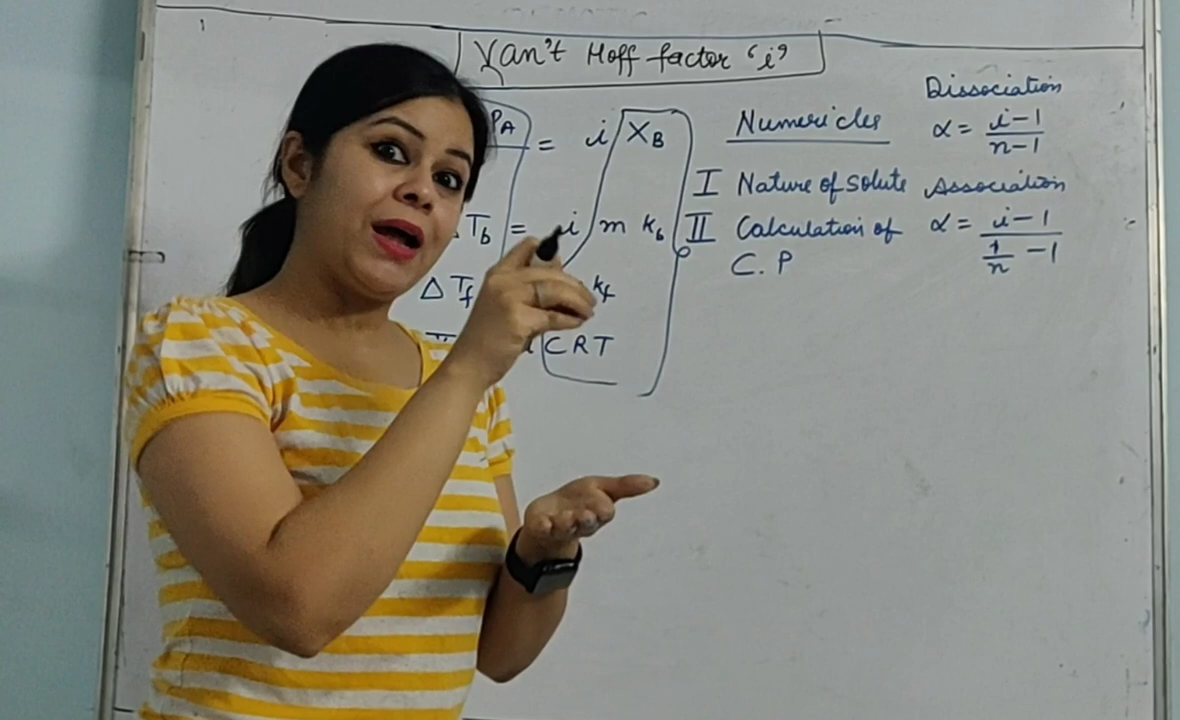 Van't Hoff factor 'i'
PA = i XB
Tb = i m kb
Δ Tf kf
CRT
Numericles
I Nature of Solute
II Calculation of
C. P
Dissociation
α = i-1
n-1
Association
α = i-1
1/n -1